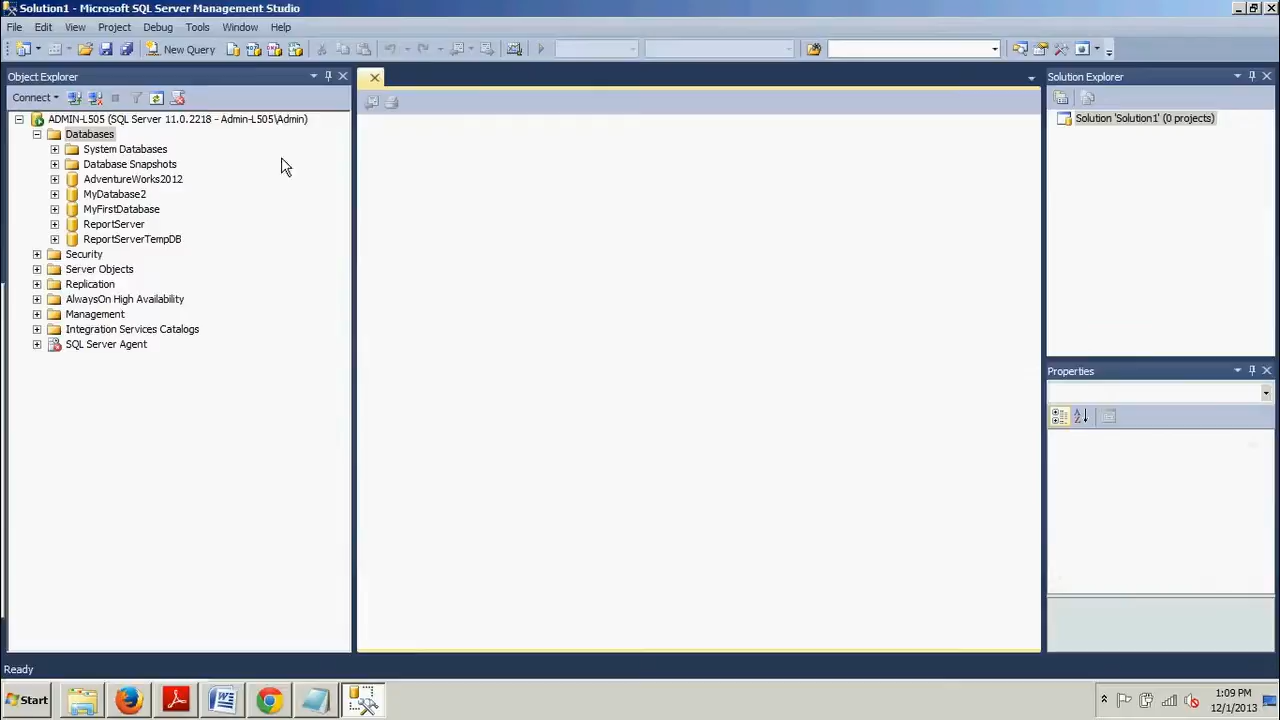 Solution1 - Microsoft SQL Server Management Studio
File Edit View Project Debug Tools Window Help
New Query
Object Explorer
Connect
ADMIN-L505 (SQL Server 11.0.2218 - Admin-L505\Admin)
Databases
System Databases
Database Snapshots
AdventureWorks2012
MyDatabase2
MyFirstDatabase
ReportServer
ReportServerTempDB
Security
Server Objects
Replication
AlwaysOn High Availability
Management
Integration Services Catalogs
SQL Server Agent
Solution Explorer
Solution 'Solution1' (0 projects)
Properties
Ready
Start
1:09 PM
12/1/2013